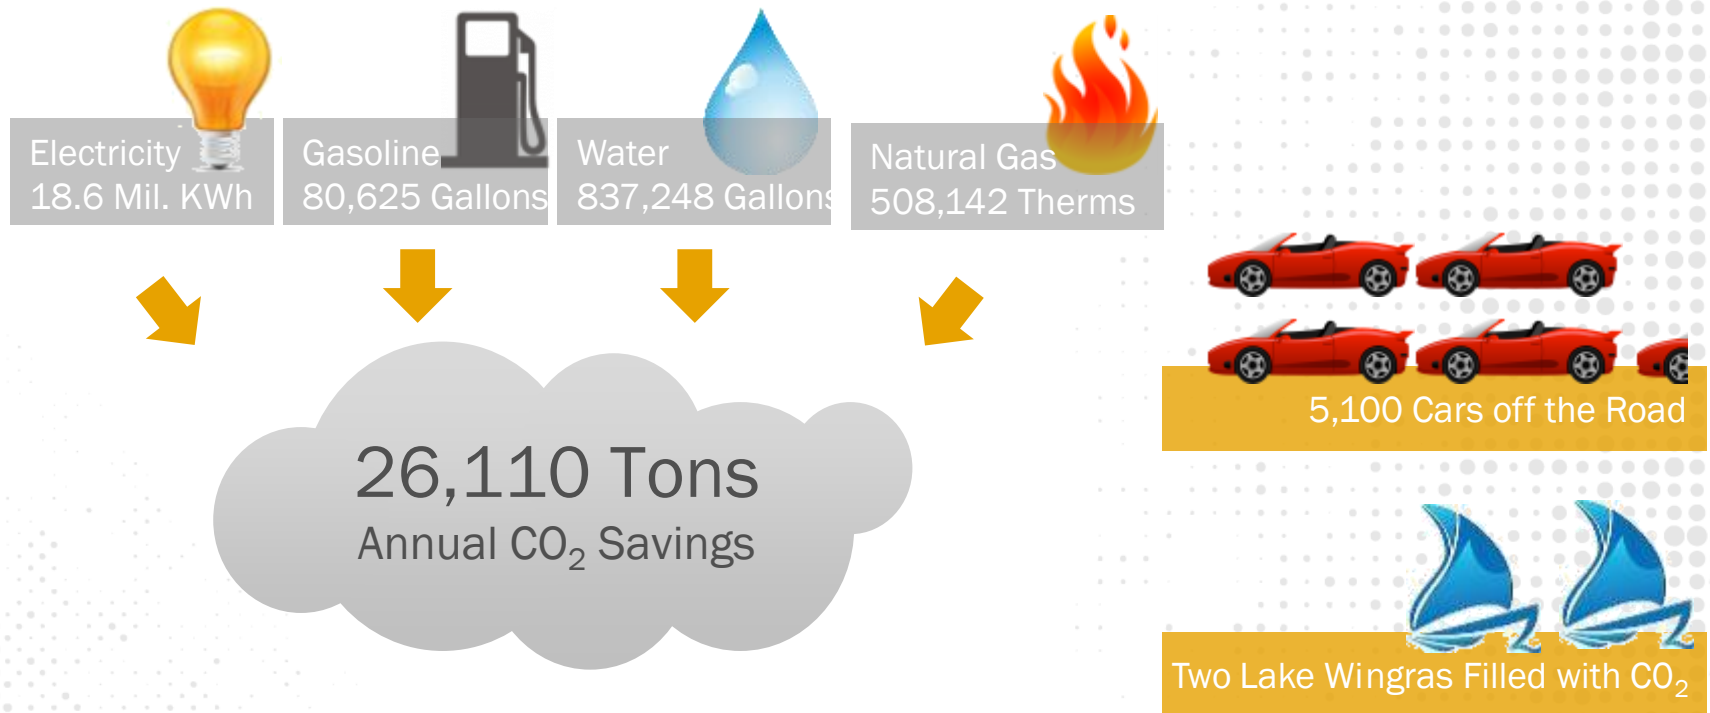 Electricity
18.6 Mil. KWh
Gasoline
80,625 Gallons
Water
837,248 Gallons
Natural Gas
508,142 Therms
26,110 Tons
Annual CO₂ Savings
5,100 Cars off the Road
Two Lake Wingras Filled with CO₂